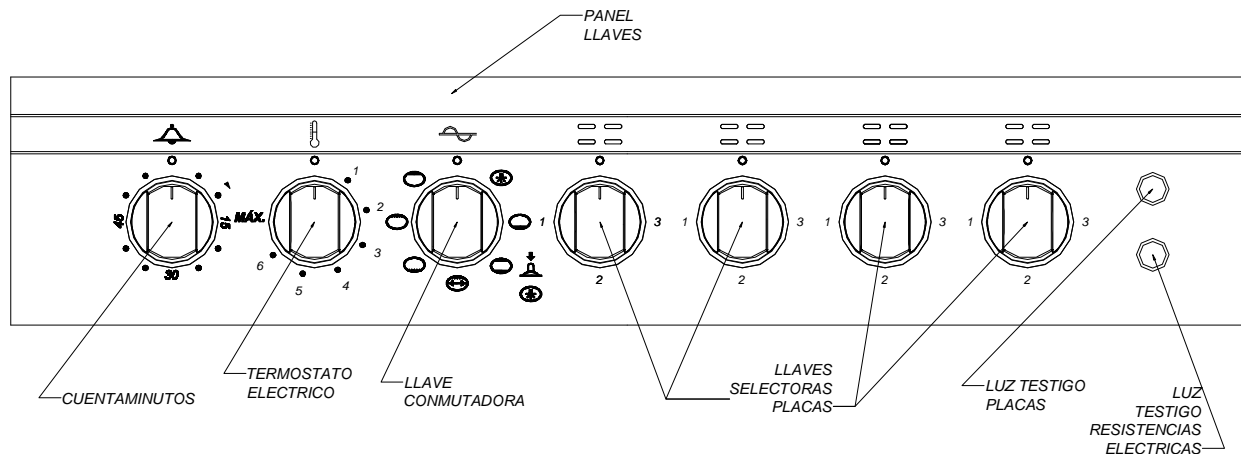 PANEL
LLAVES
45
15
30
MÁX.
1
2
3
4
5
6
1
2
3
1
2
3
1
2
3
1
2
3
CUENTAMINUTOS
TERMOSTATO
ELECTRICO
LLAVE
CONMUTADORA
LLAVES
SELECTORAS
PLACAS
LUZ TESTIGO
PLACAS
LUZ
TESTIGO
RESISTENCIAS
ELECTRICAS